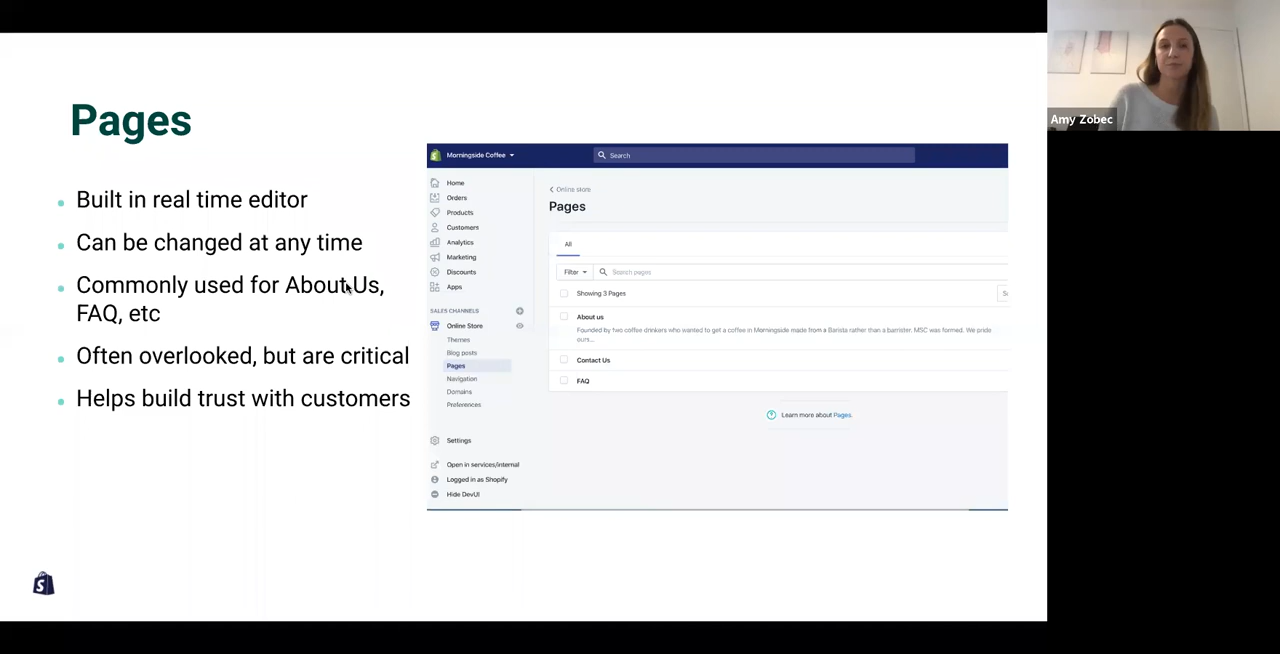 Pages
Built in real time editor
Can be changed at any time
Commonly used for About Us,
FAQ, etc
Often overlooked, but are critical
Helps build trust with customers
Morningside Coffee
Search
Home
Orders
Products
Customers
Analytics
Marketing
Discounts
Apps
SALES CHANNELS
Online Store
Themes
Blog posts
Pages
Navigation
Domains
Preferences
Settings
Open in services/internal
Logged in as Shopify
Hide DevUI
Online store
Pages
All
Filter
Search pages
Showing 3 Pages
About us
Founded by two coffee drinkers who wanted to get a coffee in Morningside made from a Barista rather than a barrister, MSC was formed. We pride
ours...
Contact Us
FAQ
Learn more about Pages.
Amy Zobec